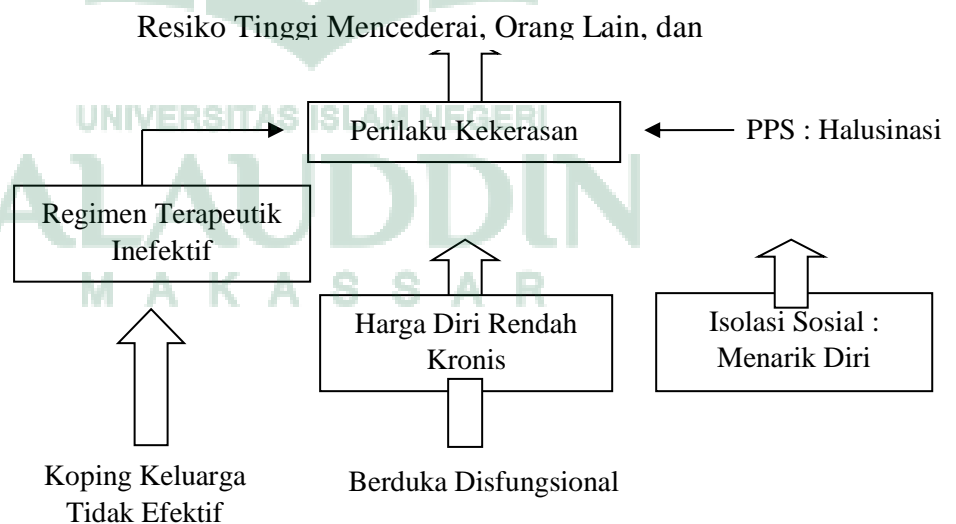 Resiko Tinggi Mencederai, Orang Lain, dan
UNIVERSITAS ISLAM NEGERI
Perilaku Kekerasan
PPS : Halusinasi
ALAUDDIN
Regimen Terapeutik
Inefektif
MAKASSAR
Harga Diri Rendah
Kronis
Isolasi Sosial :
Menarik Diri
Koping Keluarga
Tidak Efektif
Berduka Disfungsional